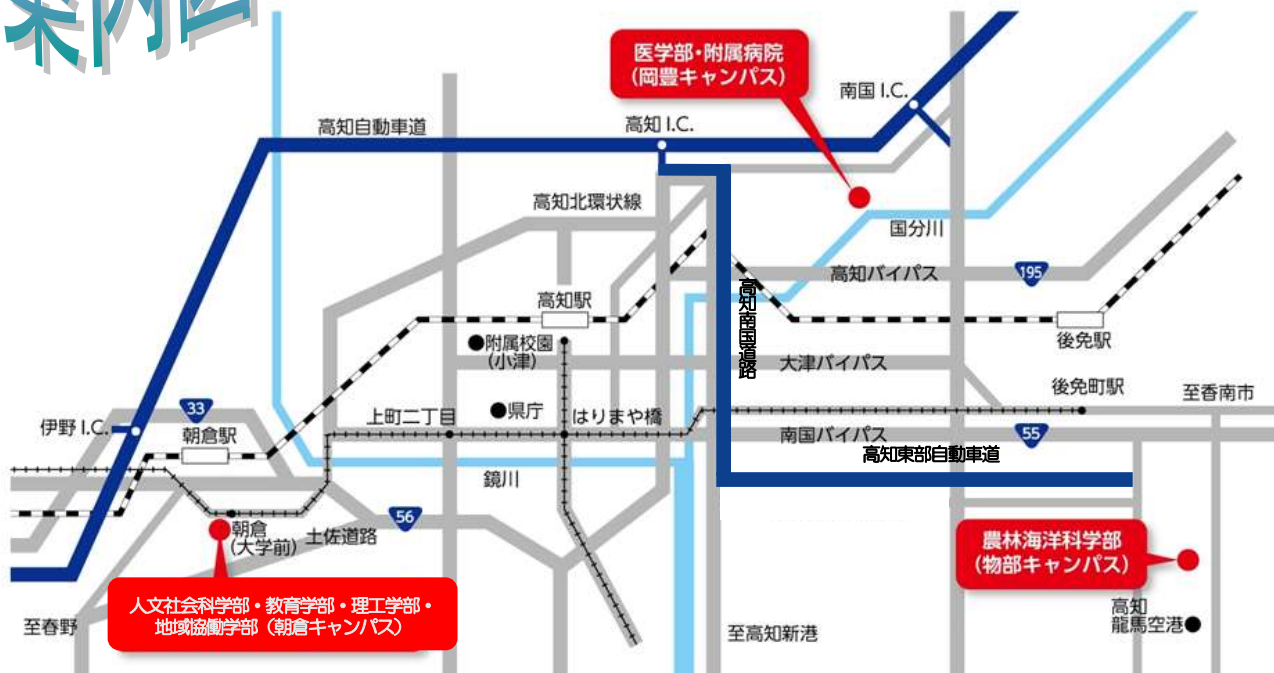 案内図
医学部・附属病院
(岡豊キャンパス)
南国 I.C.
高知自動車道
高知 I.C.
高知北環状線
国分川
高知バイパス
195
高知南国道路
高知駅
後免駅
附属校園
(小津)
大津バイパス
後免町駅
至香南市
33
伊野 I.C.
朝倉駅
上町二丁目
県庁
はりまや橋
南国バイパス
55
高知東部自動車道
鏡川
56
朝倉
(大学前)
土佐道路
農林海洋科学部
(物部キャンパス)
人文社会科学部・教育学部・理工学部・
地域協働学部（朝倉キャンパス）
至春野
至高知新港
高知
龍馬空港